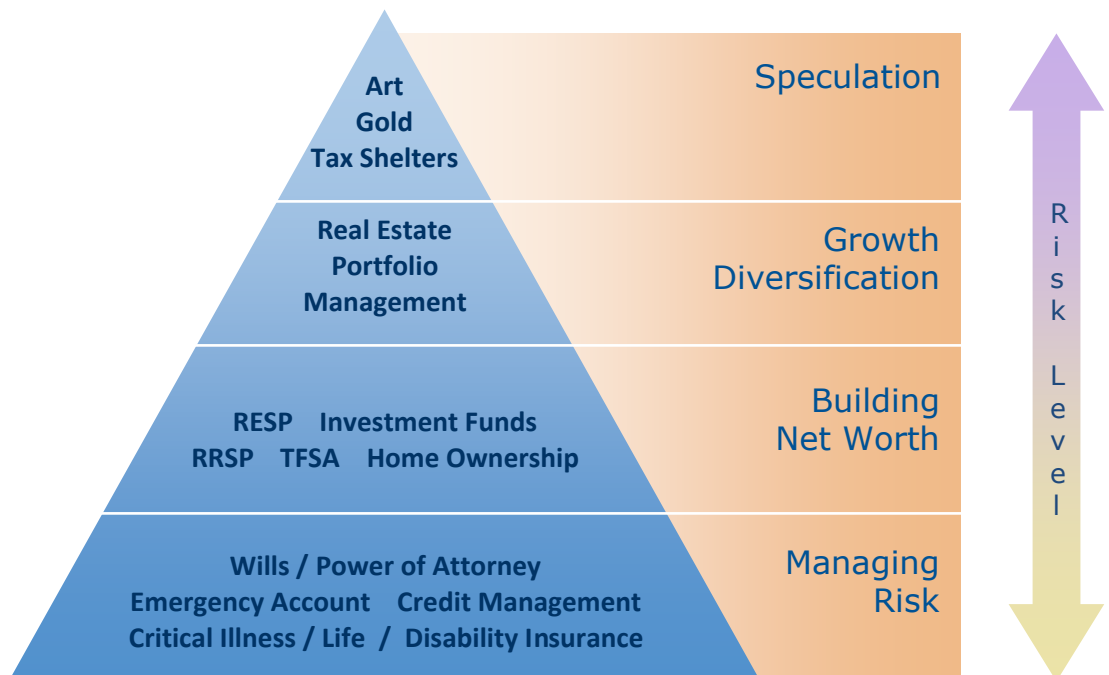 Art
Gold
Tax Shelters
Speculation
Real Estate
Portfolio
Management
Growth
Diversification
RESP Investment Funds
RRSP TFSA Home Ownership
Building
Net Worth
Wills / Power of Attorney
Emergency Account Credit Management
Critical Illness / Life / Disability Insurance
Managing
Risk
Risk Level